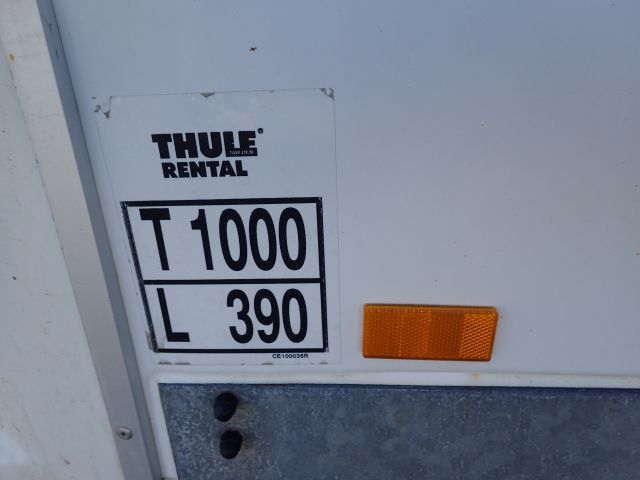 THULE®
SWEDEN
RENTAL
T 1000
L 390
CE100035R